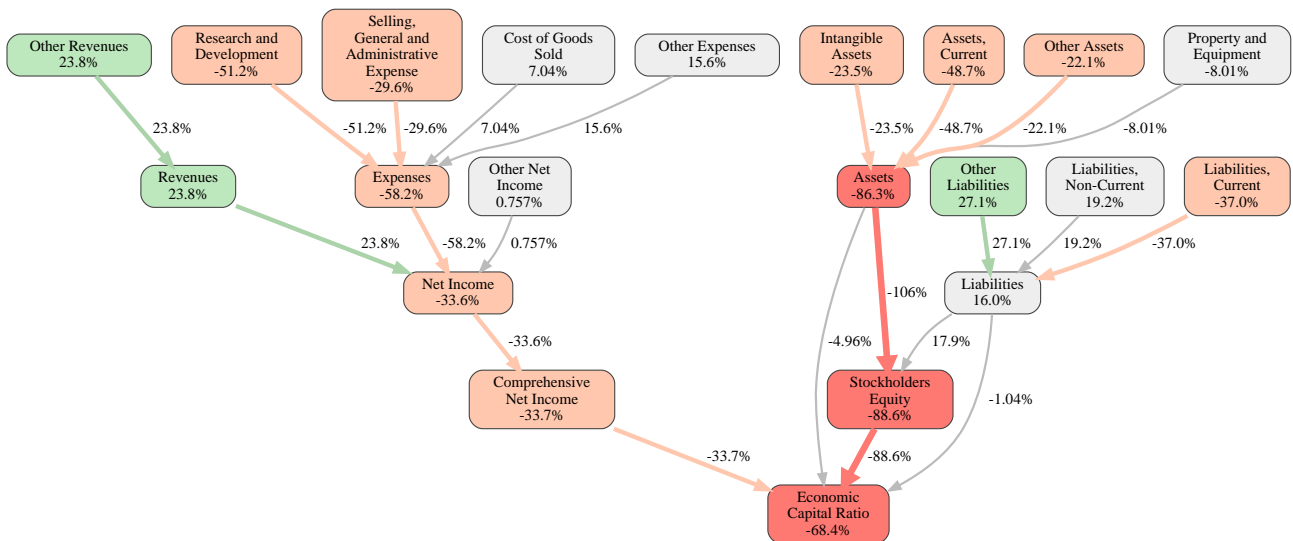 Other Revenues
23.8%
Research and
Development
-51.2%
Selling,
General and
Administrative
Expense
-29.6%
Cost of Goods
Sold
7.04%
Other Expenses
15.6%
Intangible
Assets
-23.5%
Assets,
Current
-48.7%
Other Assets
-22.1%
Property and
Equipment
-8.01%
23.8%
-51.2%
-29.6%
7.04%
15.6%
-23.5%
-48.7%
-22.1%
-8.01%
Revenues
23.8%
Expenses
-58.2%
Other Net
Income
0.757%
Assets
-86.3%
Other
Liabilities
27.1%
Liabilities,
Non-Current
19.2%
Liabilities,
Current
-37.0%
23.8%
-58.2%
0.757%
27.1%
19.2%
-37.0%
Net Income
-33.6%
-106%
Liabilities
16.0%
-33.6%
-4.96%
17.9%
Comprehensive
Net Income
-33.7%
Stockholders
Equity
-88.6%
-1.04%
-33.7%
-88.6%
Economic
Capital Ratio
-68.4%